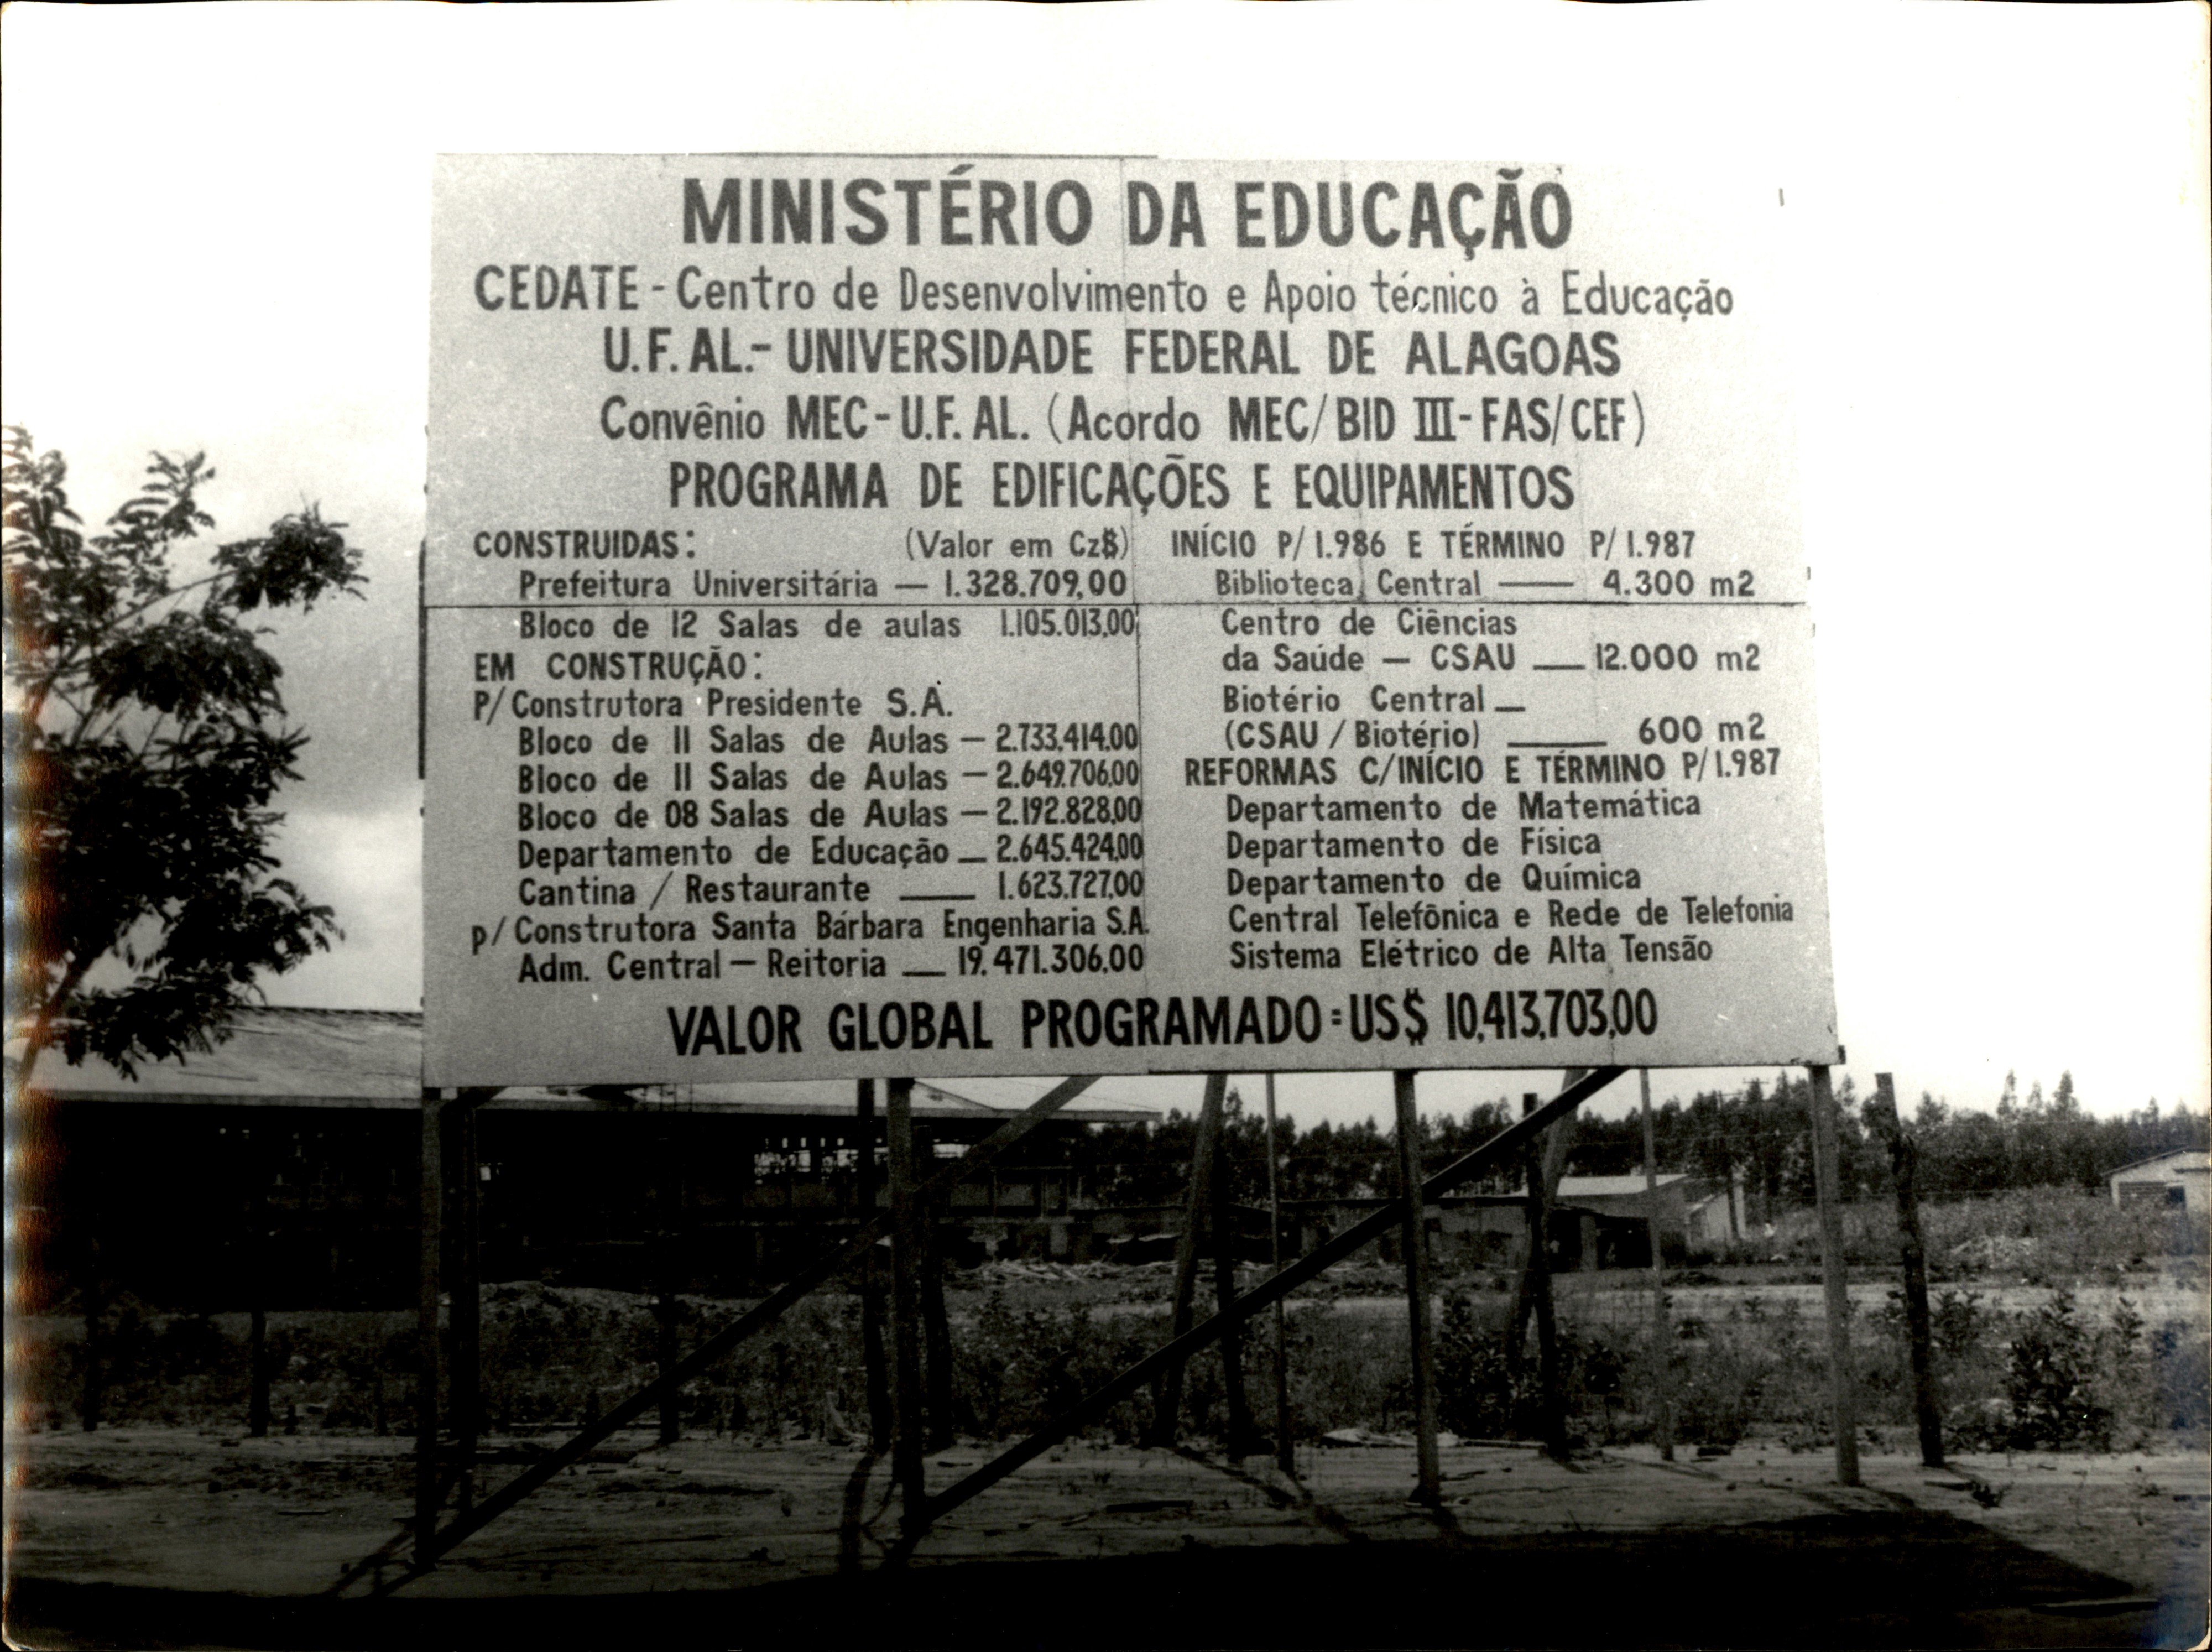 MINISTÉRIO DA EDUCAÇÃO
CEDATE - Centro de Desenvolvimento e Apoio técnico à Educação
U.F.AL.- UNIVERSIDADE FEDERAL DE ALAGOAS
Convênio MEC-U.F.AL. (Acordo MEC/BID III-FAS/CEF)
PROGRAMA DE EDIFICAÇÕES E EQUIPAMENTOS
CONSTRUIDAS: (Valor em Cz$)
Prefeitura Universitária — 1.328.709,00
Bloco de 12 Salas de aulas 1.105.013,00
EM CONSTRUÇÃO:
P/Construtora Presidente S.A.
Bloco de 11 Salas de Aulas — 2.733.414,00
Bloco de 11 Salas de Aulas — 2.649.706,00
Bloco de 08 Salas de Aulas — 2.192.828,00
Departamento de Educação — 2.645.424,00
Cantina / Restaurante — 1.623.727,00
p/Construtora Santa Bárbara Engenharia S.A.
Adm. Central — Reitoria — 19.471.306,00
INÍCIO P/1.986 E TÉRMINO P/1.987
Biblioteca Central — 4.300 m2
Centro de Ciências
da Saúde — CSAU — 12.000 m2
Biotério Central —
(CSAU / Biotério) — 600 m2
REFORMAS C/INÍCIO E TÉRMINO P/1.987
Departamento de Matemática
Departamento de Física
Departamento de Química
Central Telefônica e Rede de Telefonia
Sistema Elétrico de Alta Tensão
VALOR GLOBAL PROGRAMADO = US$ 10,413,703,00